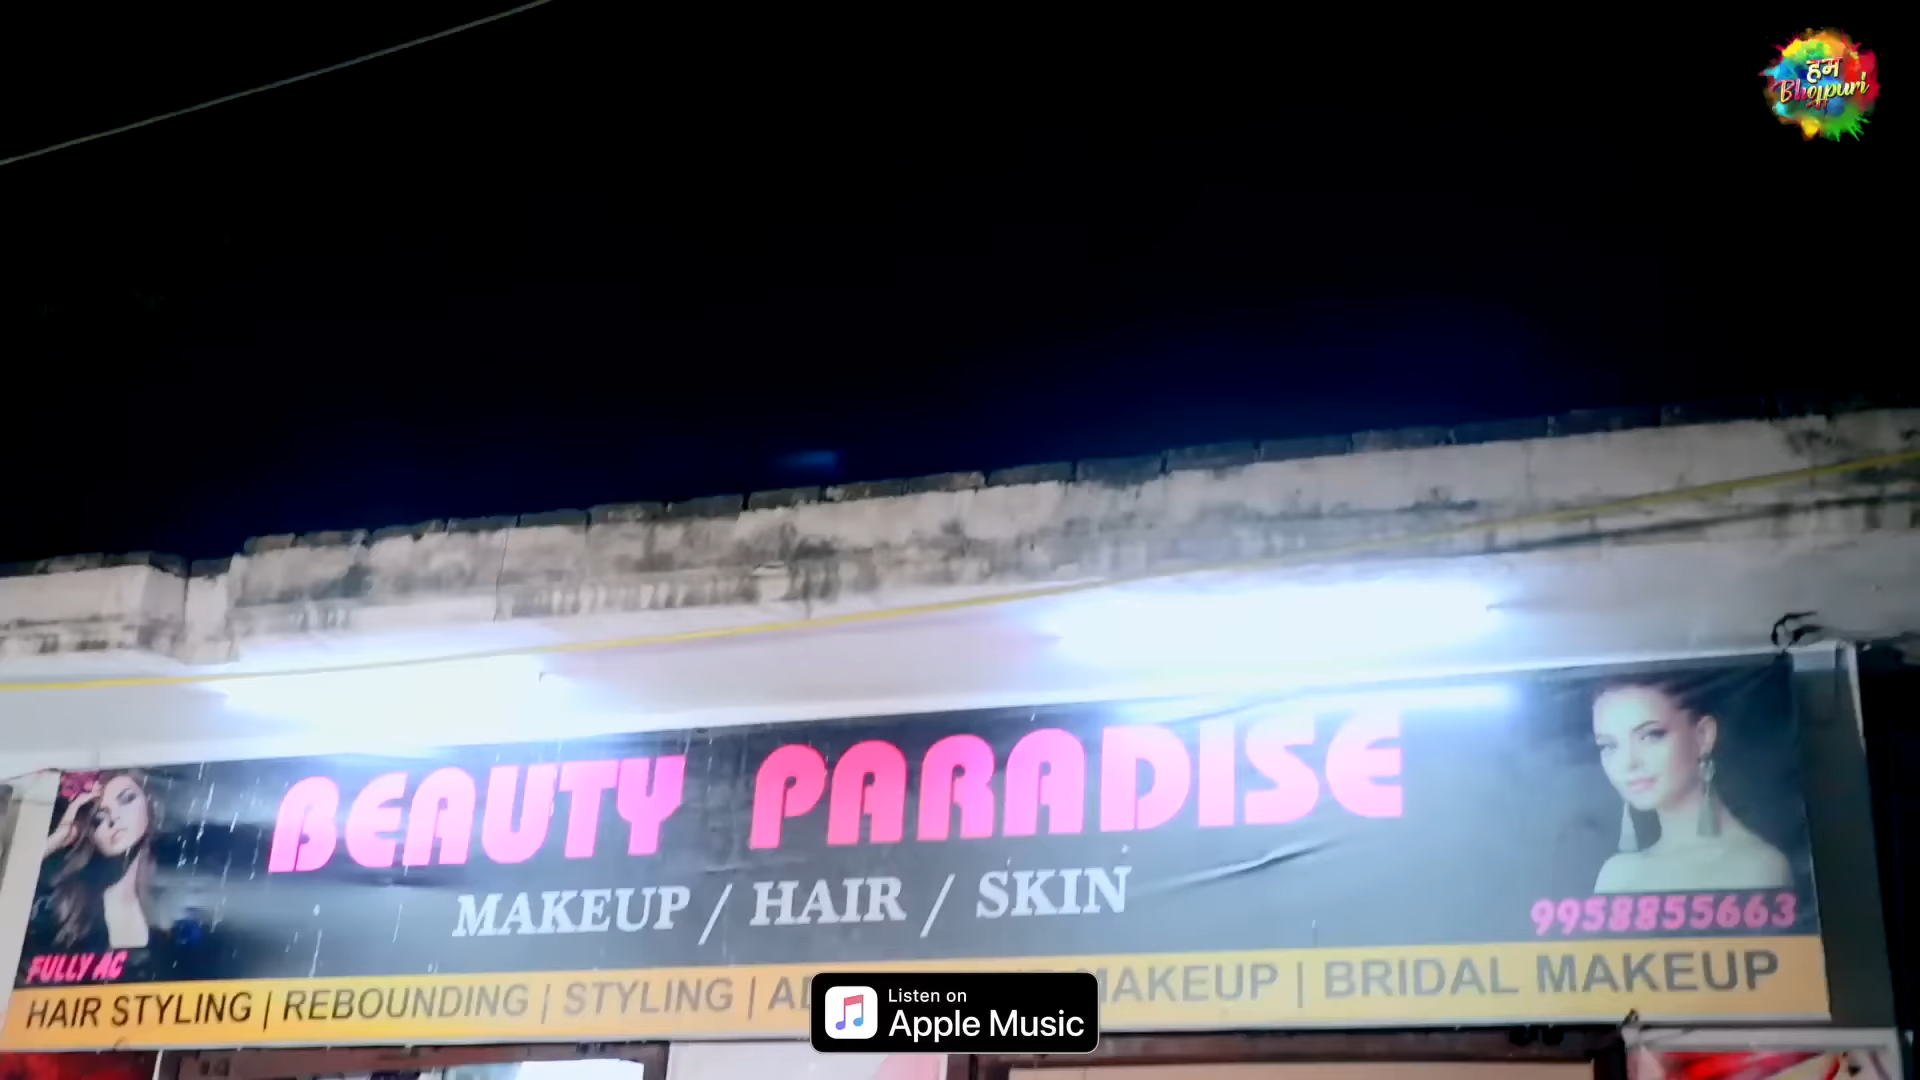 हम
Bhojpuri
BEAUTY PARADISE
MAKEUP / HAIR / SKIN
9958855663
FULLY AC
HAIR STYLING | REBOUNDING | STYLING | MAKEUP | BRIDAL MAKEUP
Listen on
Apple Music